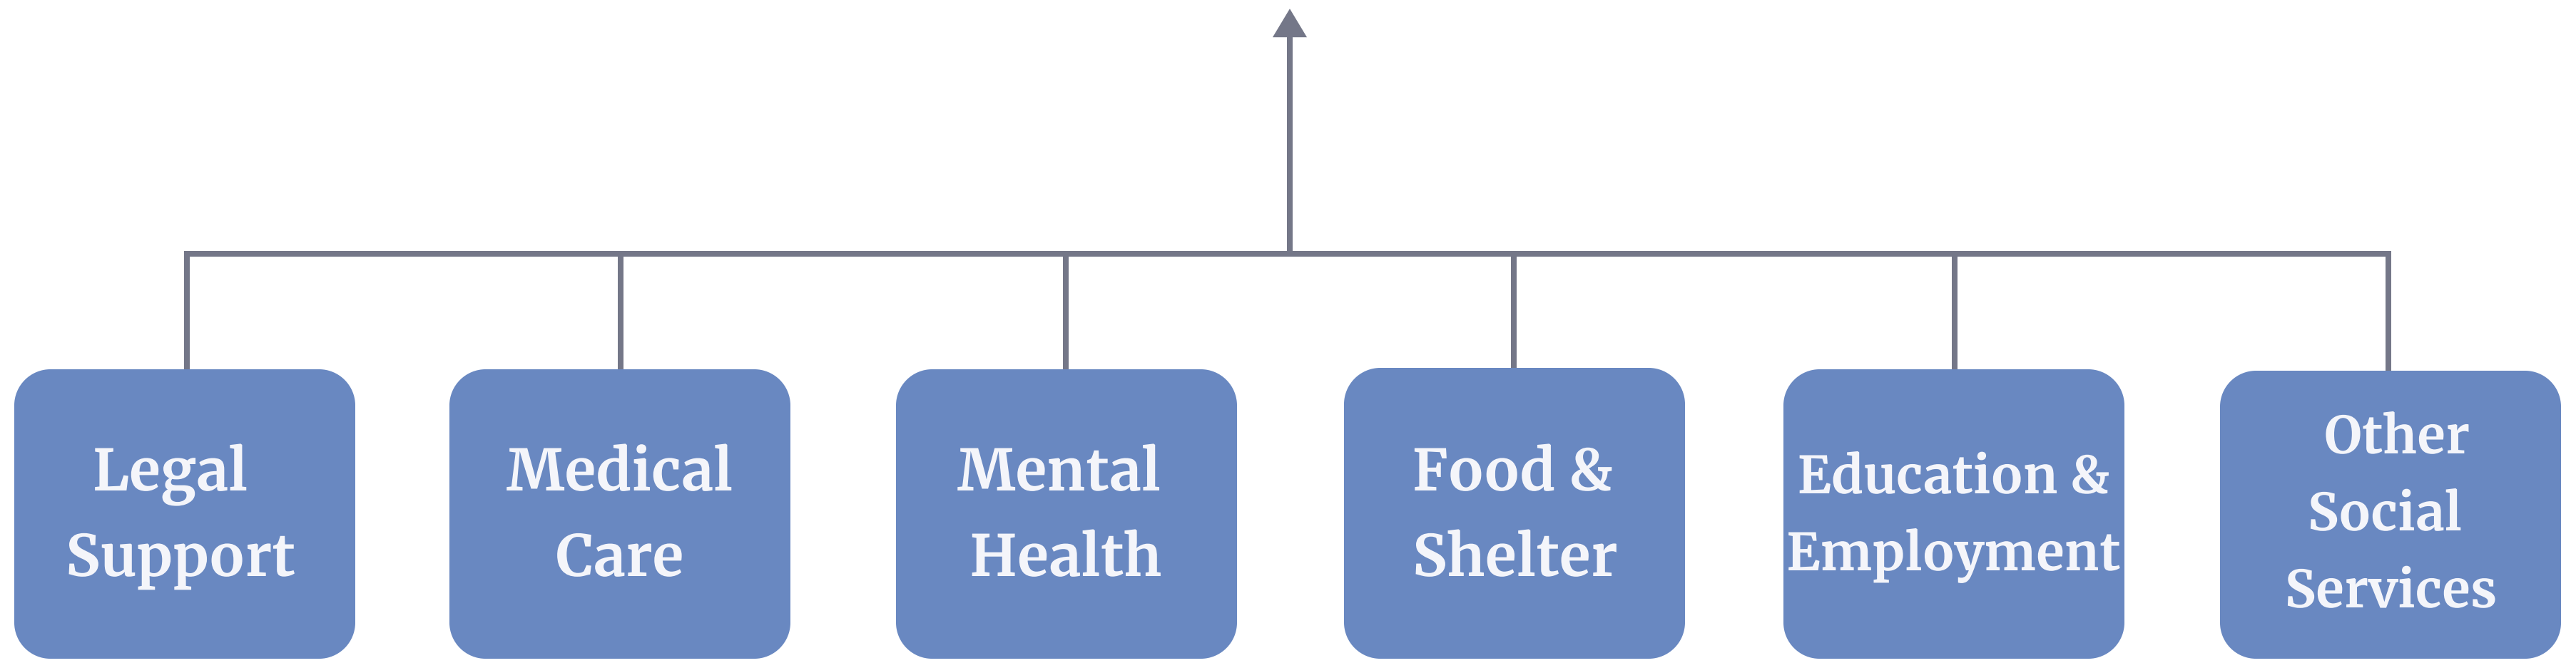 Legal
Support
Medical
Care
Mental
Health
Food &
Shelter
Education &
Employment
Other
Social
Services